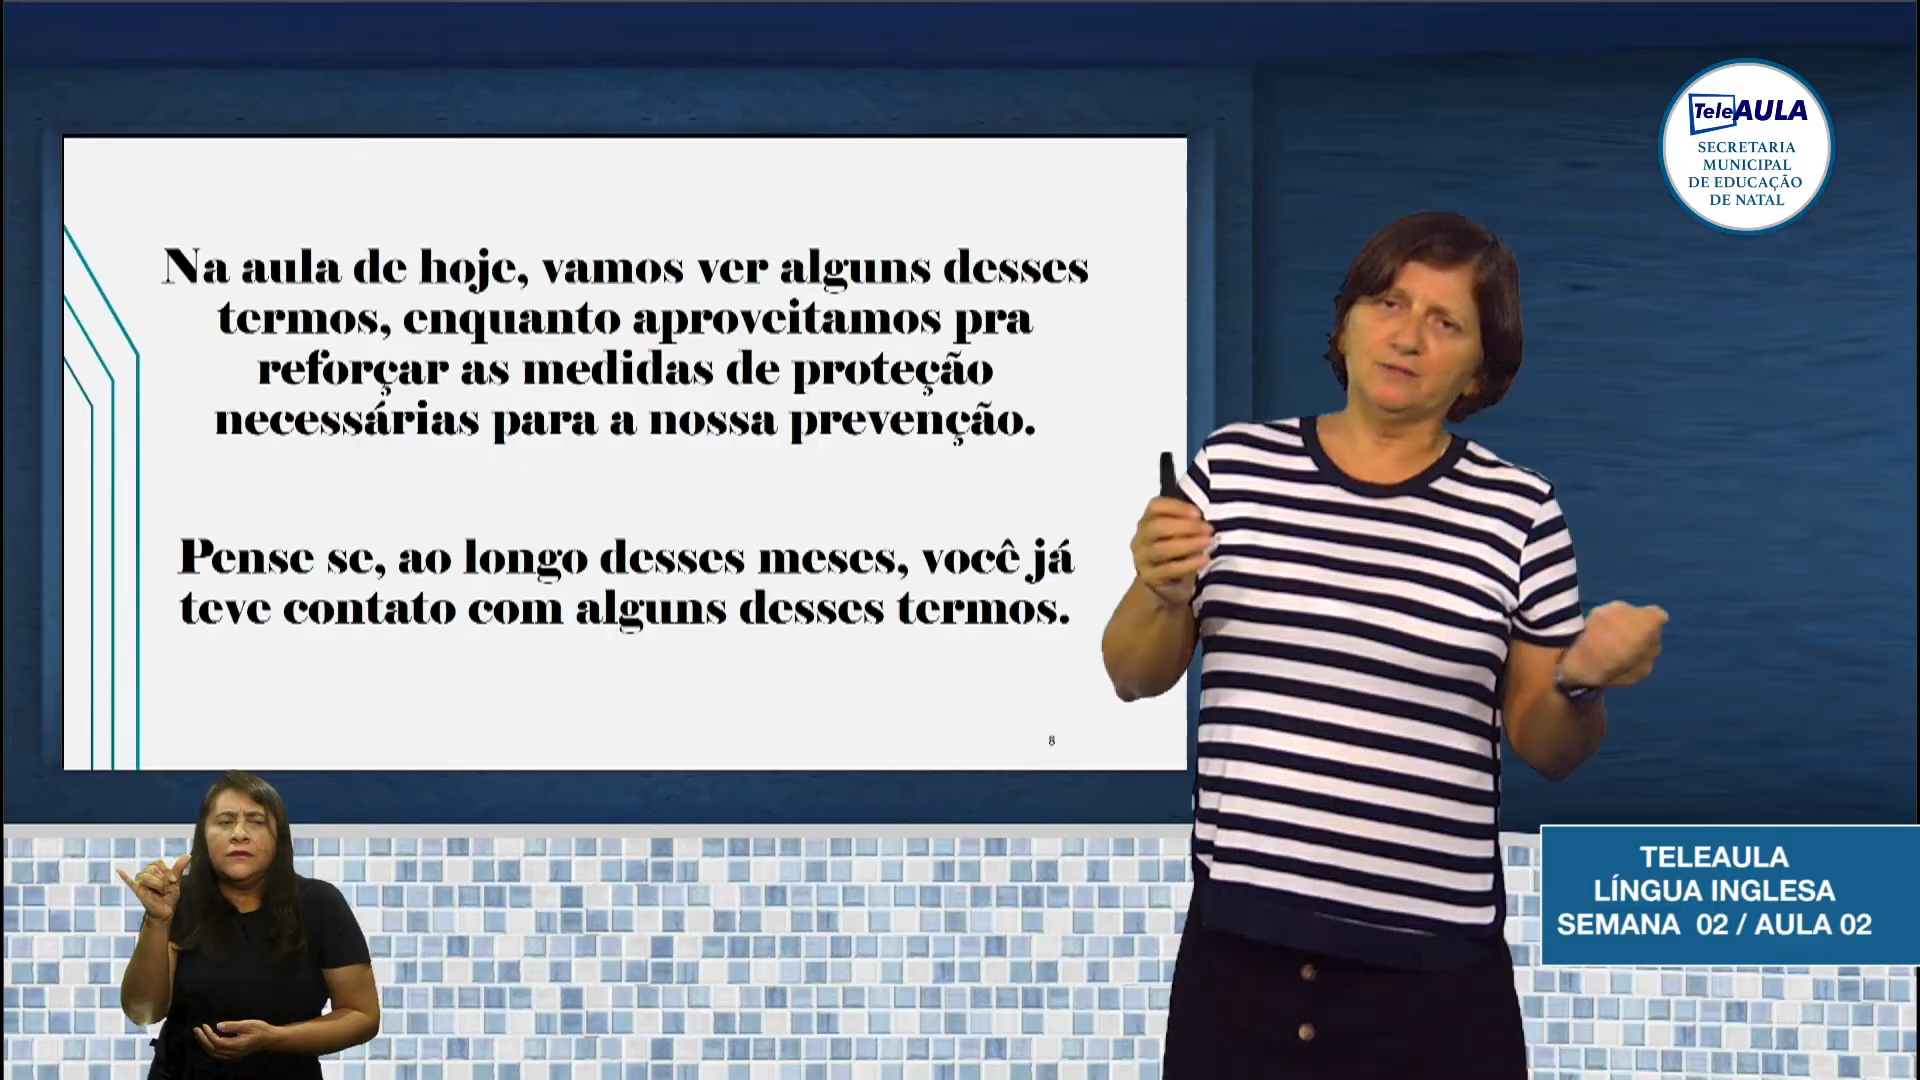 TeleAULA
SECRETARIA
MUNICIPAL
DE EDUCAÇÃO
DE NATAL
Na aula de hoje, vamos ver alguns desses
termos, enquanto aproveitamos pra
reforçar as medidas de proteção
necessárias para a nossa prevenção.
Pense se, ao longo desses meses, você já
teve contato com alguns desses termos.
8
TELEAULA
LÍNGUA INGLESA
SEMANA 02 / AULA 02